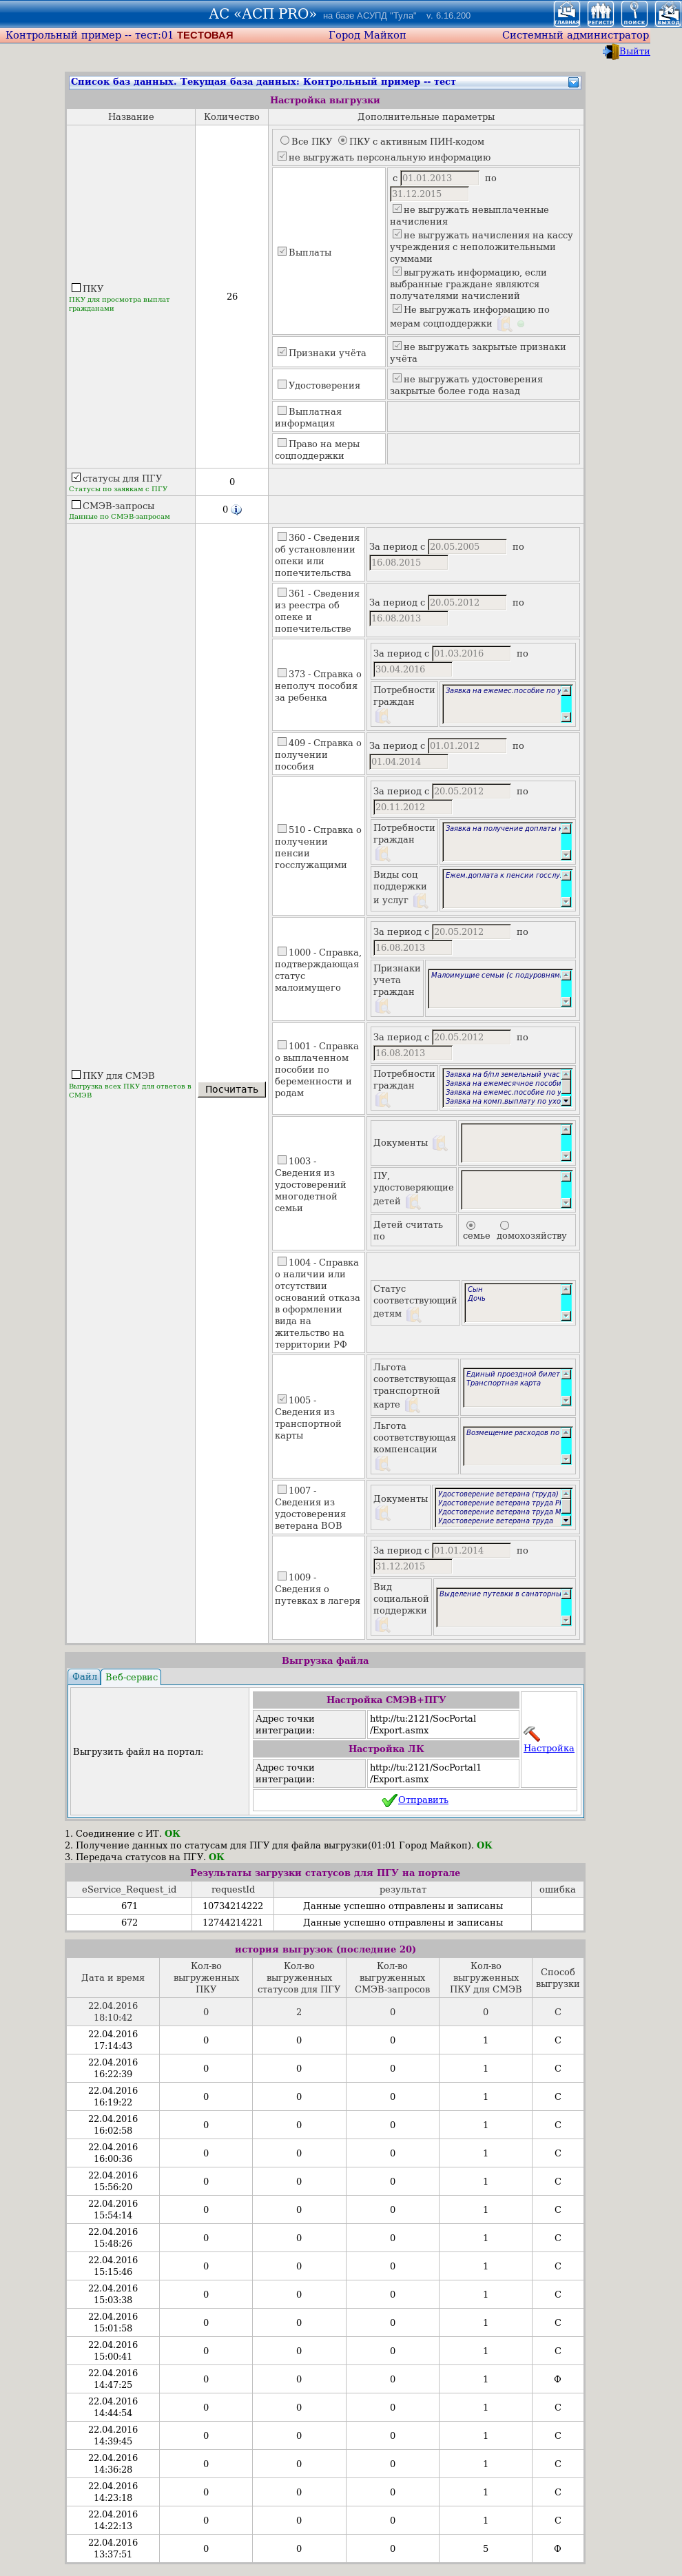 АС «АСП PRO» на базе АСУПД "Тула" v. 6.16.200
ГЛАВНАЯ РЕГИСТР ПОИСК ВЫХОД
Контрольный пример -- тест:01 ТЕСТОВАЯ Город Майкоп Системный администратор
Выйти
Список баз данных. Текущая база данных: Контрольный пример -- тест
Настройка выгрузки
Название Количество Дополнительные параметры
ПКУ
ПКУ для просмотра выплат
гражданами
26
Все ПКУ ПКУ с активным ПИН-кодом
не выгружать персональную информацию
Выплаты
с 01.01.2013 по
31.12.2015
не выгружать невыплаченные
начисления
не выгружать начисления на кассу
учреждения с неположительными
суммами
выгружать информацию, если
выбранные граждане являются
получателями начислений
Не выгружать информацию по
мерам соцподдержки
Признаки учёта
не выгружать закрытые признаки
учёта
Удостоверения
не выгружать удостоверения
закрытые более года назад
Выплатная
информация
Право на меры
соцподдержки
статусы для ПГУ
Статусы по заявкам с ПГУ
0
СМЭВ-запросы
Данные по СМЭВ-запросам
0
ПКУ для СМЭВ
Выгрузка всех ПКУ для ответов в
СМЭВ
Посчитать
360 - Сведения
об установлении
опеки или
попечительства
За период с 20.05.2005 по
16.08.2015
361 - Сведения
из реестра об
опеке и
попечительстве
За период с 20.05.2012 по
16.08.2013
373 - Справка о
неполуч пособия
за ребенка
За период с 01.03.2016 по
30.04.2016
Потребности
граждан
Заявка на ежемес.пособие по у
409 - Справка о
получении
пособия
За период с 01.01.2012 по
01.04.2014
510 - Справка о
получении
пенсии
госслужащими
За период с 20.05.2012 по
20.11.2012
Потребности
граждан
Заявка на получение доплаты к
Виды соц
поддержки
и услуг
Ежем.доплата к пенсии госслу
1000 - Справка,
подтверждающая
статус
малоимущего
За период с 20.05.2012 по
16.08.2013
Признаки
учета
граждан
Малоимущие семьи (с подуровням
1001 - Справка
о выплаченном
пособии по
беременности и
родам
За период с 20.05.2012 по
16.08.2013
Потребности
граждан
Заявка на б/пл земельный учас
Заявка на ежемесячное пособи
Заявка на ежемес.пособие по у
Заявка на комп.выплату по ухо
1003 -
Сведения из
удостоверений
многодетной
семьи
Документы
ПУ,
удостоверяющие
детей
Детей считать
по
семье домохозяйству
1004 - Справка
о наличии или
отсутствии
оснований отказа
в оформлении
вида на
жительство на
территории РФ
Статус
соответствующий
детям
Сын
Дочь
1005 -
Сведения из
транспортной
карты
Льгота
соответствующая
транспортной
карте
Единый проездной билет
Транспортная карта
Льгота
соответствующая
компенсации
Возмещение расходов по
1007 -
Сведения из
удостоверения
ветерана ВОВ
Документы
Удостоверение ветерана (труда)
Удостоверение ветерана труда Р
Удостоверение ветерана труда М
Удостоверение ветерана труда
1009 -
Сведения о
путевках в лагеря
За период с 01.01.2014 по
31.12.2015
Вид
социальной
поддержки
Выделение путевки в санаторны
Выгрузка файла
Файл Веб-сервис
Выгрузить файл на портал:
Настройка СМЭВ+ПГУ
Адрес точки
интеграции:
http://tu:2121/SocPortal
/Export.asmx
Настройка ЛК
Адрес точки
интеграции:
http://tu:2121/SocPortal1
/Export.asmx
Настройка
Отправить
1. Соединение с ИТ. ОК
2. Получение данных по статусам для ПГУ для файла выгрузки(01:01 Город Майкоп). ОК
3. Передача статусов на ПГУ. ОК
Результаты загрузки статусов для ПГУ на портале
eService_Request_id requestId результат ошибка
671 10734214222 Данные успешно отправлены и записаны
672 12744214221 Данные успешно отправлены и записаны
история выгрузок (последние 20)
Дата и время
Кол-во
выгруженных
ПКУ
Кол-во
выгруженных
статусов для ПГУ
Кол-во
выгруженных
СМЭВ-запросов
Кол-во
выгруженных
ПКУ для СМЭВ
Способ
выгрузки
22.04.2016
18:10:42 0 2 0 0 С
22.04.2016
17:14:43 0 0 0 1 С
22.04.2016
16:22:39 0 0 0 1 С
22.04.2016
16:19:22 0 0 0 1 С
22.04.2016
16:02:58 0 0 0 1 С
22.04.2016
16:00:36 0 0 0 1 С
22.04.2016
15:56:20 0 0 0 1 С
22.04.2016
15:54:14 0 0 0 1 С
22.04.2016
15:48:26 0 0 0 1 С
22.04.2016
15:15:46 0 0 0 1 С
22.04.2016
15:03:38 0 0 0 1 С
22.04.2016
15:01:58 0 0 0 1 С
22.04.2016
15:00:41 0 0 0 1 С
22.04.2016
14:47:25 0 0 0 1 Ф
22.04.2016
14:44:54 0 0 0 1 С
22.04.2016
14:39:45 0 0 0 1 С
22.04.2016
14:36:28 0 0 0 1 С
22.04.2016
14:23:18 0 0 0 1 С
22.04.2016
14:22:13 0 0 0 1 С
22.04.2016
13:37:51 0 0 0 5 Ф